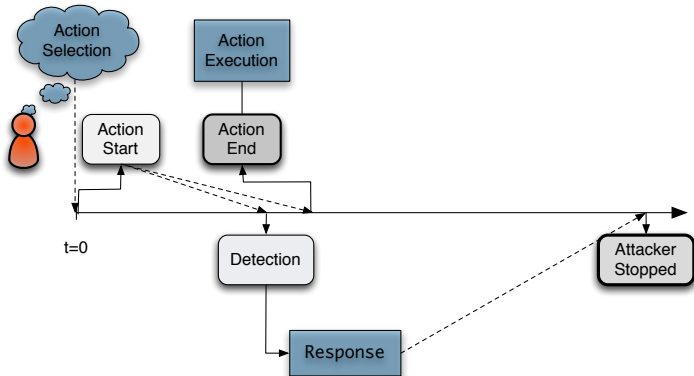 Action
Selection
Action
Execution
Action
Start
Action
End
t=0
Detection
Attacker
Stopped
Response